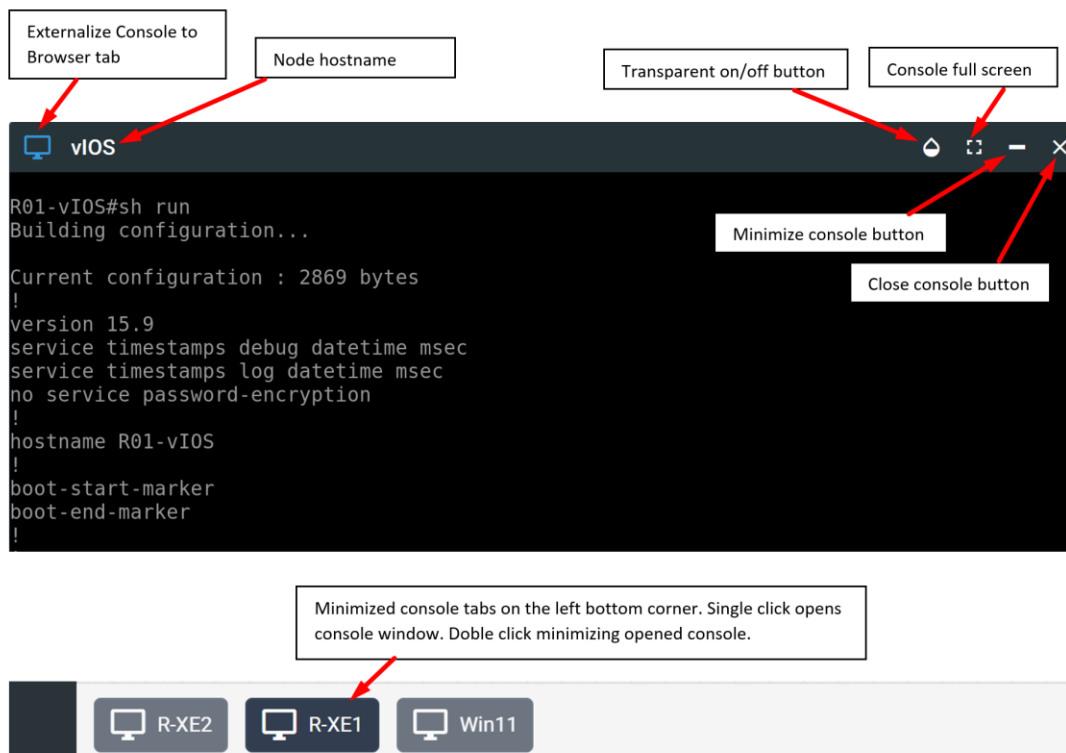 Externalize Console to
Browser tab
Node hostname
Transparent on/off button
Console full screen
vIOS
R01-vIOS#sh run
Building configuration...
Minimize console button
Current configuration : 2869 bytes
Close console button
!
version 15.9
service timestamps debug datetime msec
service timestamps log datetime msec
no service password-encryption
!
hostname R01-vIOS
!
boot-start-marker
boot-end-marker
!
Minimized console tabs on the left bottom corner. Single click opens
console window. Doble click minimizing opened console.
R-XE2
R-XE1
Win11